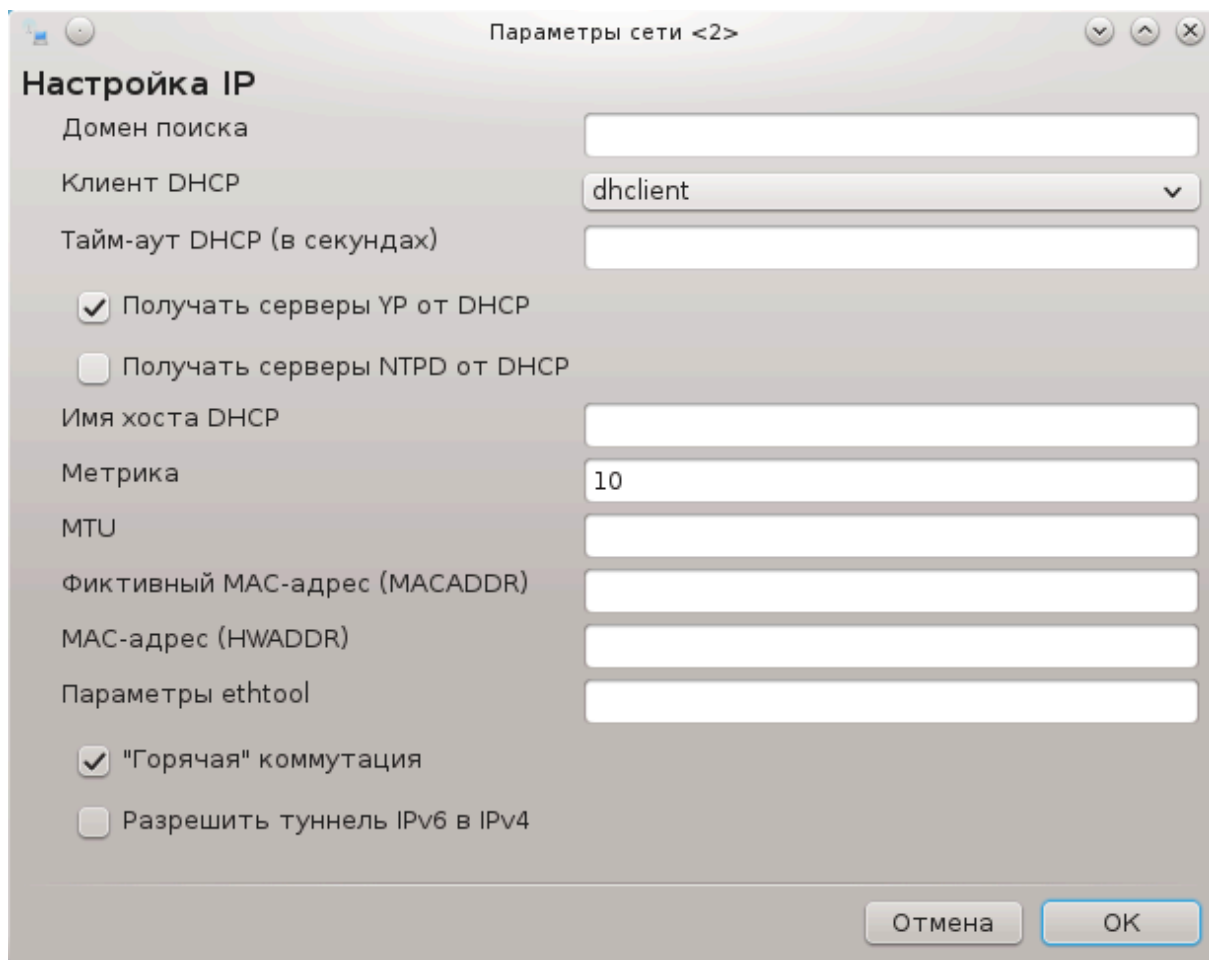 Параметры сети <2>
Настройка IP
Домен поиска
Клиент DHCP
dhclient
Тайм-аут DHCP (в секундах)
Получать серверы YP от DHCP
Получать серверы NTPD от DHCP
Имя хоста DHCP
Метрика
10
MTU
Фиктивный MAC-адрес (MACADDR)
MAC-адрес (HWADDR)
Параметры ethtool
"Горячая" коммутация
Разрешить туннель IPv6 в IPv4
Отмена
OK